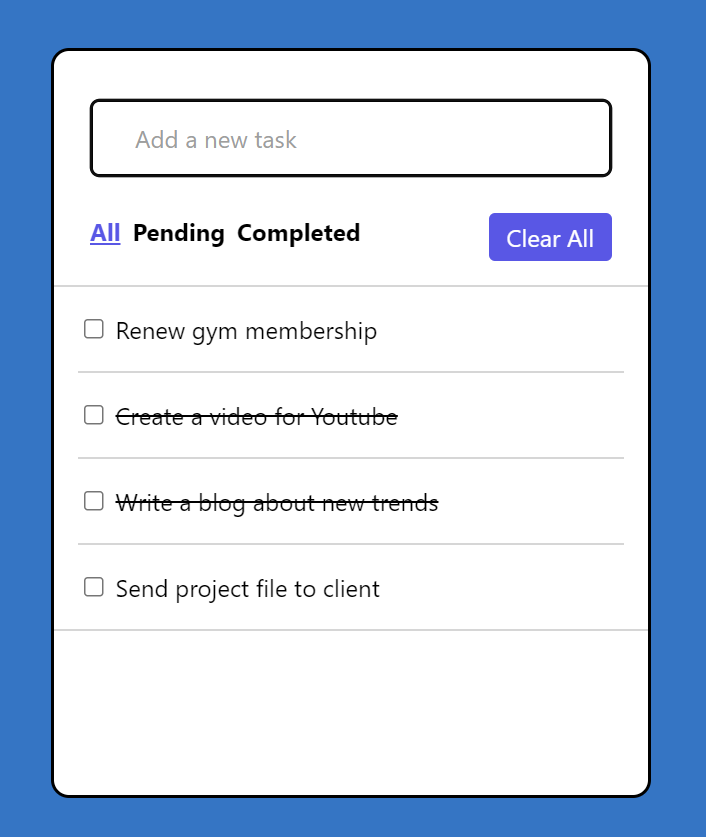 Add a new task
All Pending Completed Clear All
Renew gym membership
Create a video for Youtube
Write a blog about new trends
Send project file to client